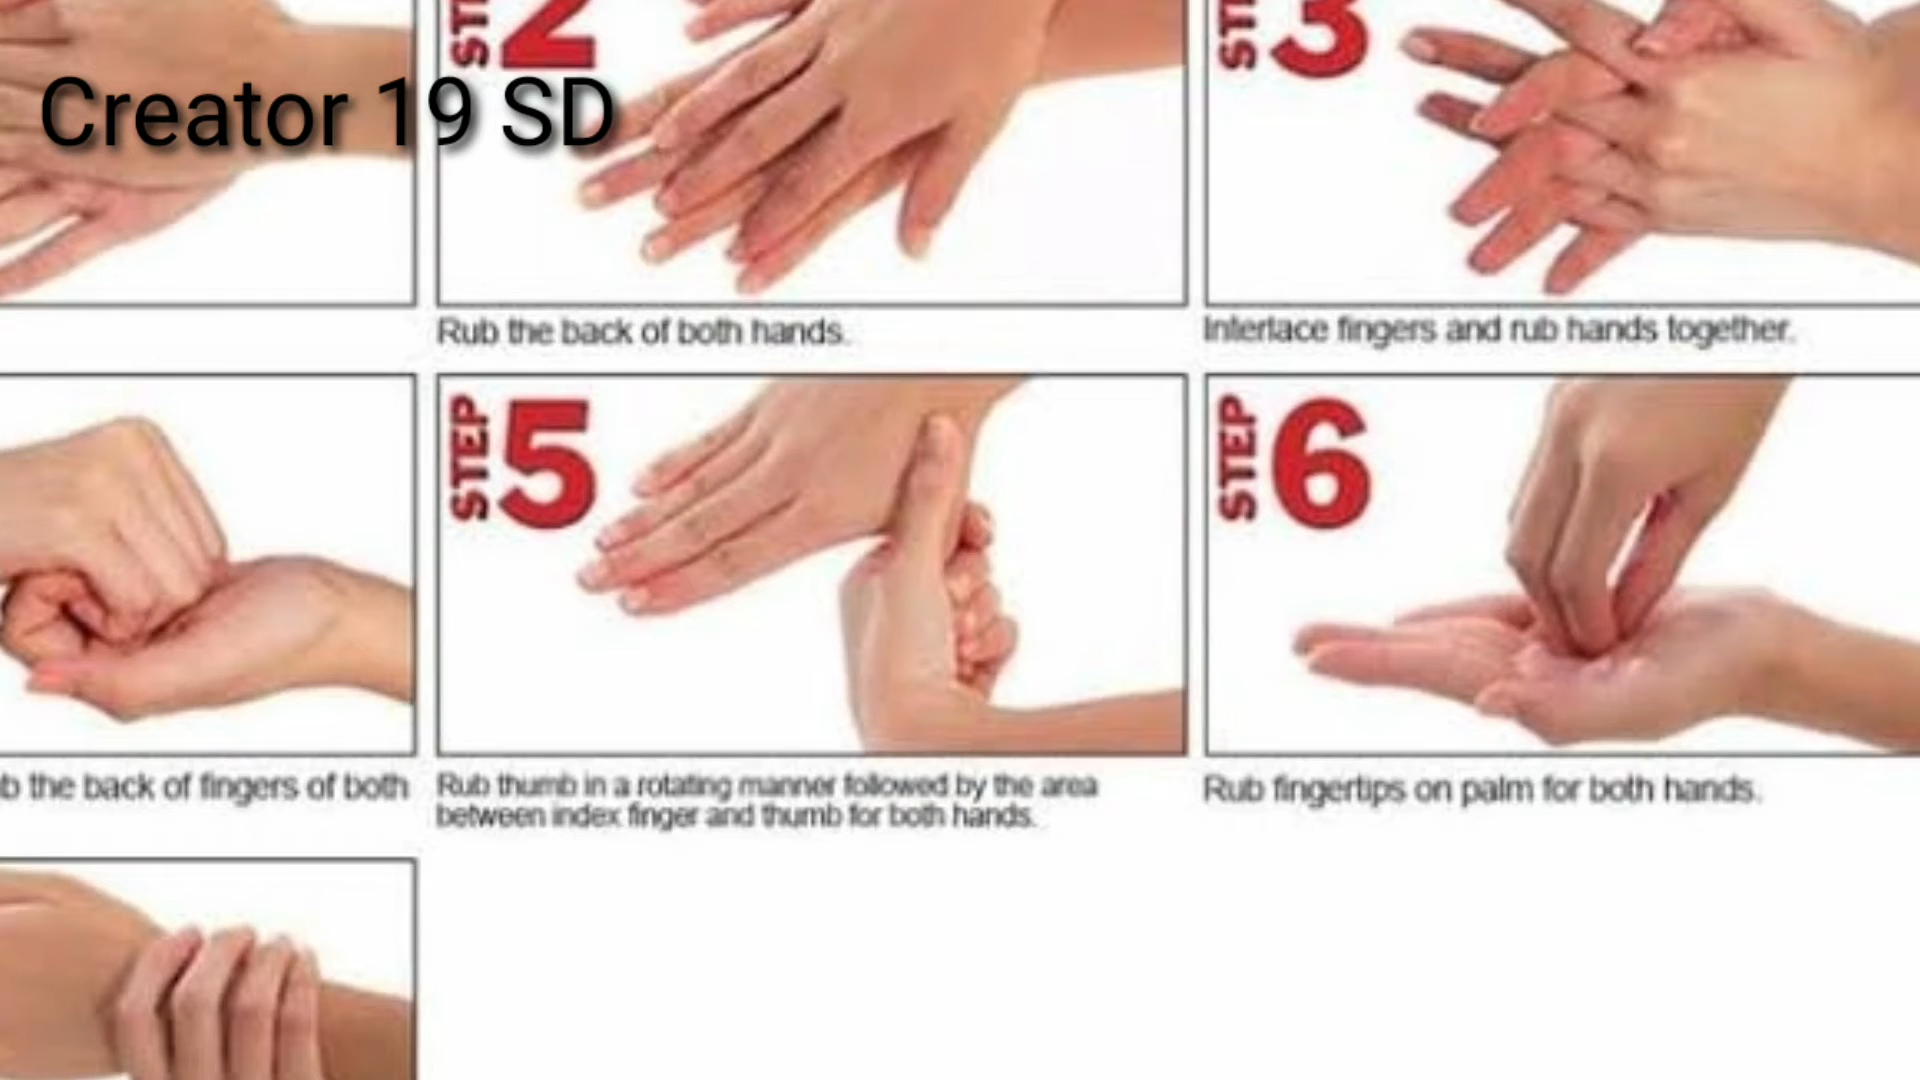 STEP 2
STEP 3
Creator 19 SD
Rub the back of both hands.
Interlace fingers and rub hands together.
STEP 5
STEP 6
b the back of fingers of both
Rub thumb in a rotating manner followed by the area
between index finger and thumb for both hands.
Rub fingertips on palm for both hands.